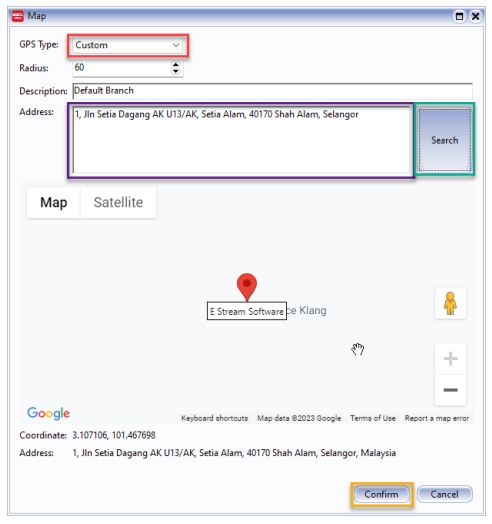 Map
GPS Type: Custom
Radius: 60
Description: Default Branch
Address: 1, Jln Setia Dagang AK U13/AK, Setia Alam, 40170 Shah Alam, Selangor
Search
Map Satellite
E Stream Software ce Klang
Google Keyboard shortcuts Map data ©2023 Google Terms of Use Report a map error
Coordinate: 3.107106, 101.467698
Address: 1, Jln Setia Dagang AK U13/AK, Setia Alam, 40170 Shah Alam, Selangor, Malaysia
Confirm Cancel